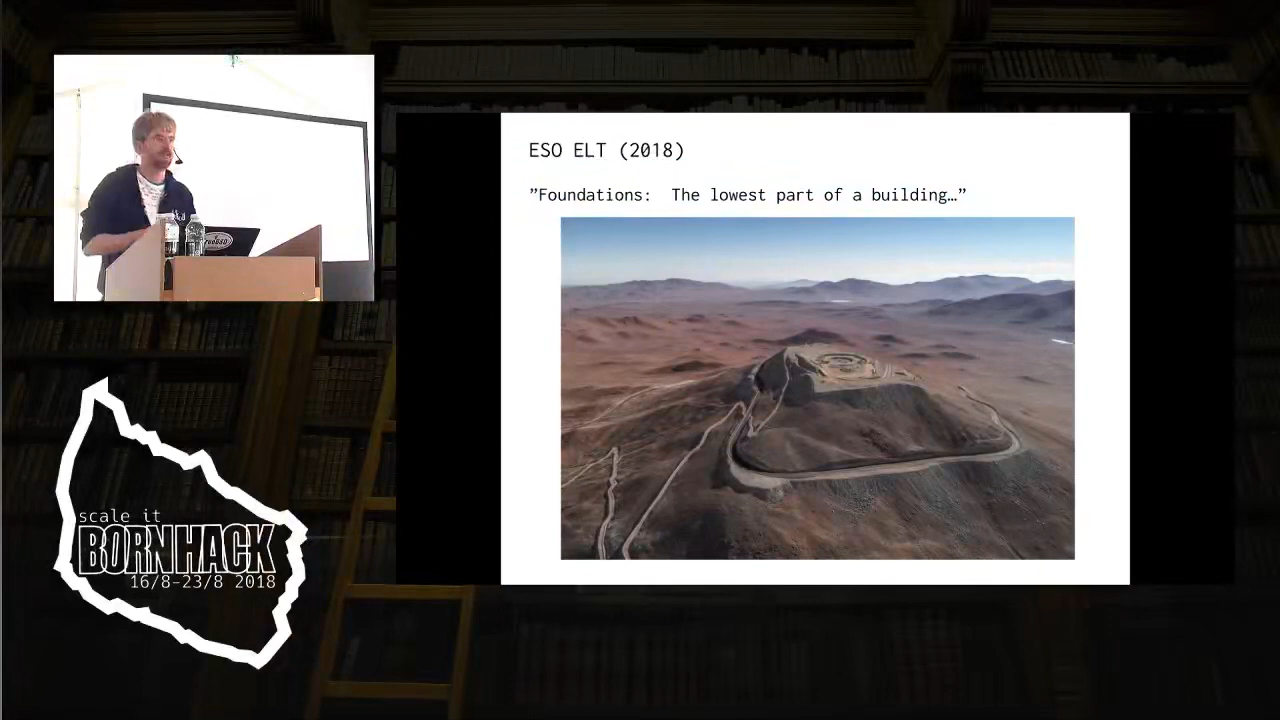 ESO ELT (2018)
”Foundations:  The lowest part of a building…”
scale it
BORNHACK
16/8-23/8 2018